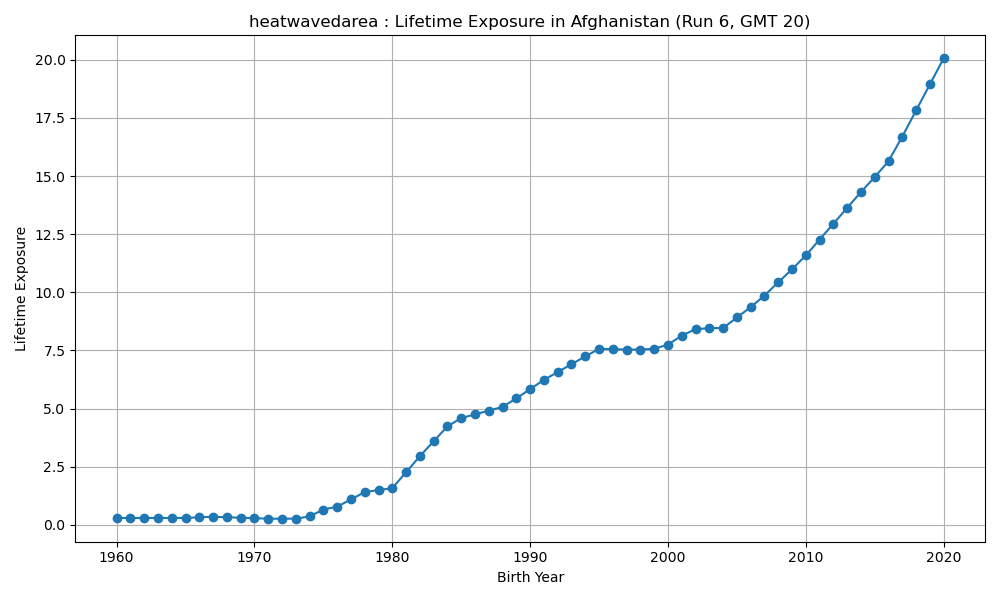 heatwavedarea : Lifetime Exposure in Afghanistan (Run 6, GMT 20)
Lifetime Exposure
20.0
17.5
15.0
12.5
10.0
7.5
5.0
2.5
0.0
1960 1970 1980 1990 2000 2010 2020
Birth Year